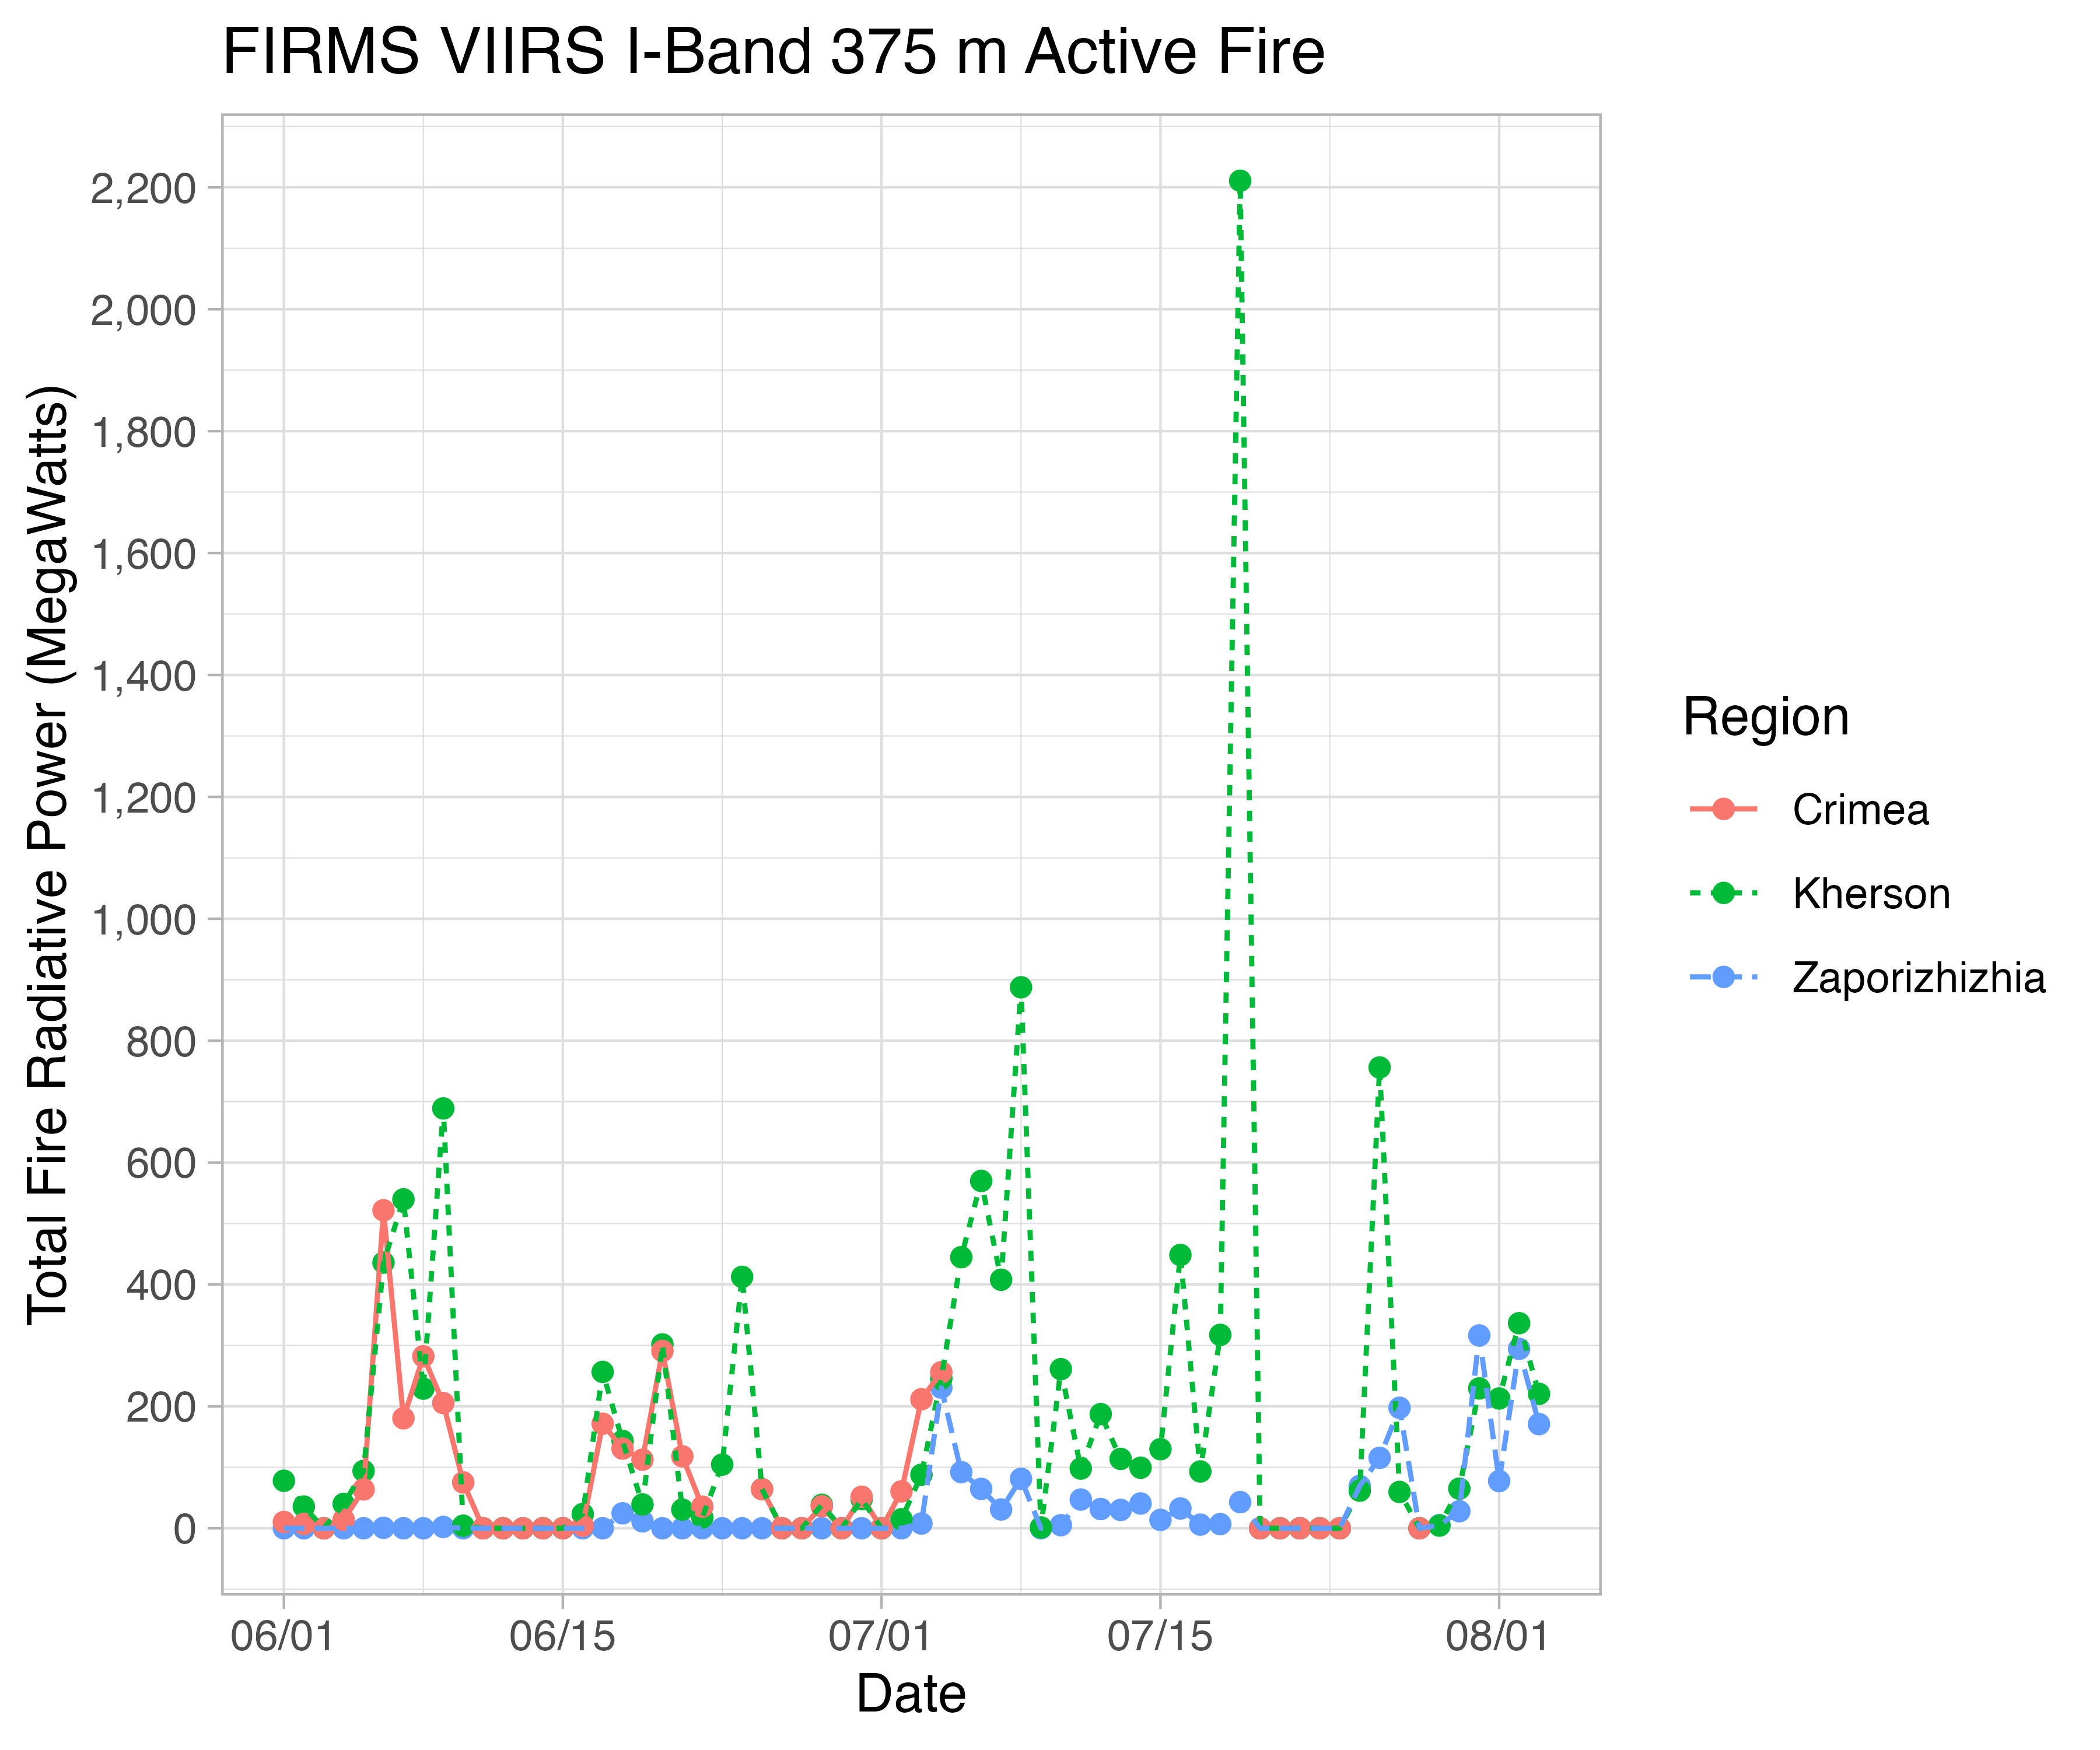 FIRMS VIIRS I-Band 375 m Active Fire
Total Fire Radiative Power (MegaWatts)
2,200
2,000
1,800
1,600
1,400
1,200
1,000
800
600
400
200
0
06/01
06/15
07/01
07/15
08/01
Date
Region
Crimea
Kherson
Zaporizhizhia